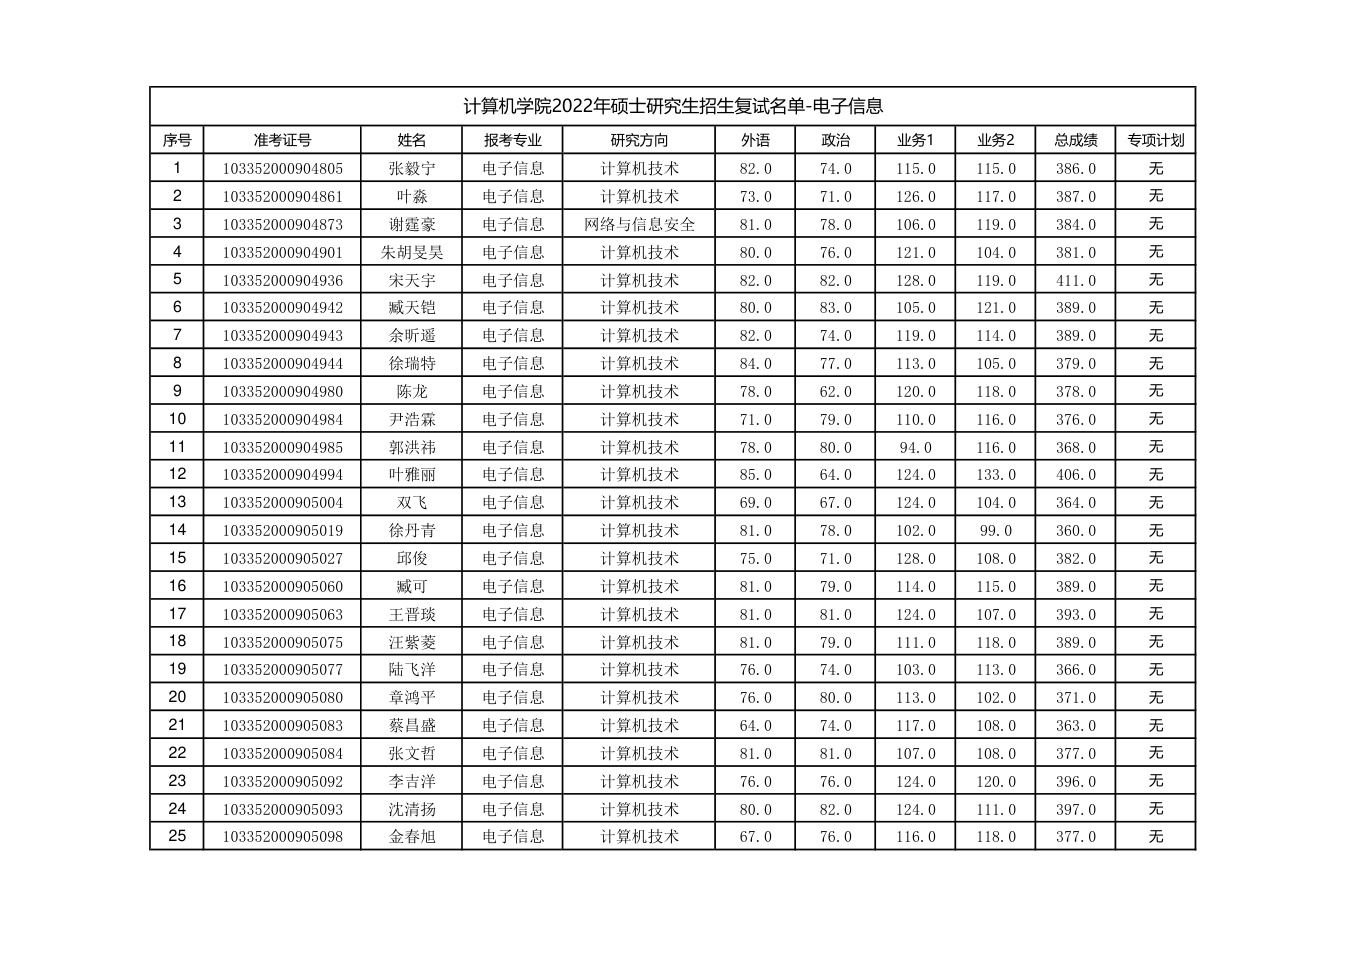 计算机学院2022年硕士研究生招生复试名单-电子信息
序号 准考证号 姓名 报考专业 研究方向 外语 政治 业务1 业务2 总成绩 专项计划
1 103352000904805 张毅宁 电子信息 计算机技术 82.0 74.0 115.0 115.0 386.0 无
2 103352000904861 叶淼 电子信息 计算机技术 73.0 71.0 126.0 117.0 387.0 无
3 103352000904873 谢霆豪 电子信息 网络与信息安全 81.0 78.0 106.0 119.0 384.0 无
4 103352000904901 朱胡旻昊 电子信息 计算机技术 80.0 76.0 121.0 104.0 381.0 无
5 103352000904936 宋天宇 电子信息 计算机技术 82.0 82.0 128.0 119.0 411.0 无
6 103352000904942 臧天铠 电子信息 计算机技术 80.0 83.0 105.0 121.0 389.0 无
7 103352000904943 余昕遥 电子信息 计算机技术 82.0 74.0 119.0 114.0 389.0 无
8 103352000904944 徐瑞特 电子信息 计算机技术 84.0 77.0 113.0 105.0 379.0 无
9 103352000904980 陈龙 电子信息 计算机技术 78.0 62.0 120.0 118.0 378.0 无
10 103352000904984 尹浩霖 电子信息 计算机技术 71.0 79.0 110.0 116.0 376.0 无
11 103352000904985 郭洪祎 电子信息 计算机技术 78.0 80.0 94.0 116.0 368.0 无
12 103352000904994 叶雅丽 电子信息 计算机技术 85.0 64.0 124.0 133.0 406.0 无
13 103352000905004 双飞 电子信息 计算机技术 69.0 67.0 124.0 104.0 364.0 无
14 103352000905019 徐丹青 电子信息 计算机技术 81.0 78.0 102.0 99.0 360.0 无
15 103352000905027 邱俊 电子信息 计算机技术 75.0 71.0 128.0 108.0 382.0 无
16 103352000905060 臧可 电子信息 计算机技术 81.0 79.0 114.0 115.0 389.0 无
17 103352000905063 王晋琰 电子信息 计算机技术 81.0 81.0 124.0 107.0 393.0 无
18 103352000905075 汪紫菱 电子信息 计算机技术 81.0 79.0 111.0 118.0 389.0 无
19 103352000905077 陆飞洋 电子信息 计算机技术 76.0 74.0 103.0 113.0 366.0 无
20 103352000905080 章鸿平 电子信息 计算机技术 76.0 80.0 113.0 102.0 371.0 无
21 103352000905083 蔡昌盛 电子信息 计算机技术 64.0 74.0 117.0 108.0 363.0 无
22 103352000905084 张文哲 电子信息 计算机技术 81.0 81.0 107.0 108.0 377.0 无
23 103352000905092 李吉洋 电子信息 计算机技术 76.0 76.0 124.0 120.0 396.0 无
24 103352000905093 沈清扬 电子信息 计算机技术 80.0 82.0 124.0 111.0 397.0 无
25 103352000905098 金春旭 电子信息 计算机技术 67.0 76.0 116.0 118.0 377.0 无